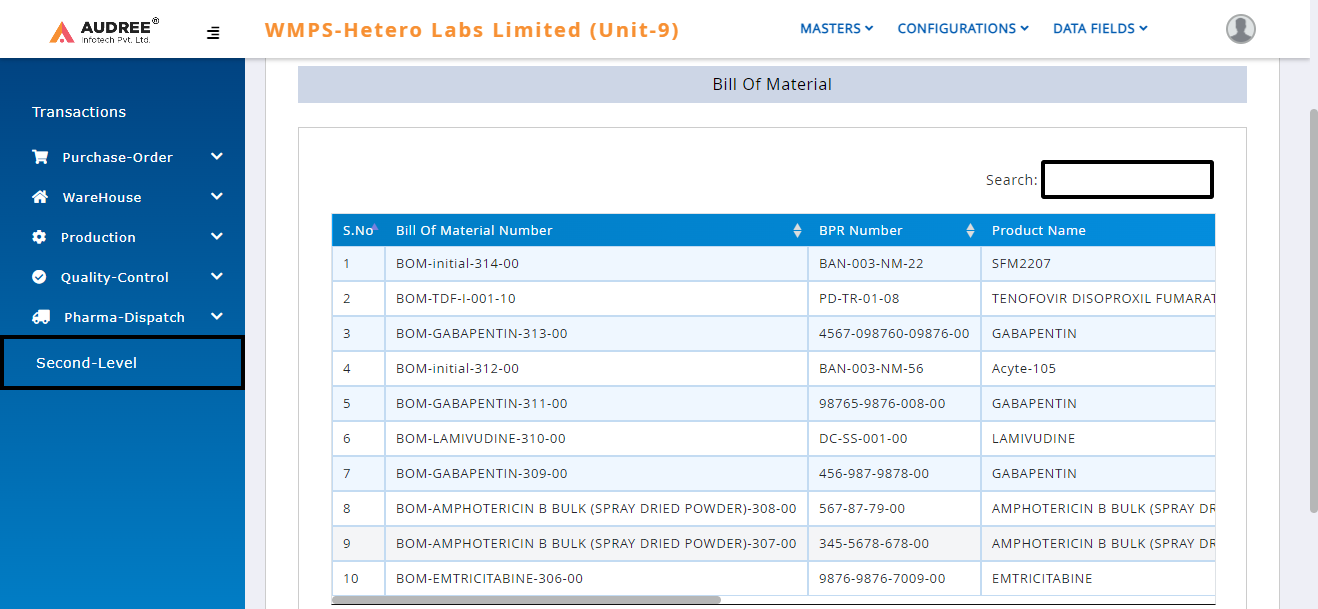 AUDREE®
Infotech Pvt. Ltd.
WMPS-Hetero Labs Limited (Unit-9)
MASTERS
CONFIGURATIONS
DATA FIELDS
Transactions
Purchase-Order
WareHouse
Production
Quality-Control
Pharma-Dispatch
Second-Level
Bill Of Material
Search:
S.No Bill Of Material Number BPR Number Product Name
1 BOM-initial-314-00 BAN-003-NM-22 SFM2207
2 BOM-TDF-I-001-10 PD-TR-01-08 TENOFOVIR DISOPROXIL FUMARAT
3 BOM-GABAPENTIN-313-00 4567-098760-09876-00 GABAPENTIN
4 BOM-initial-312-00 BAN-003-NM-56 Acyte-105
5 BOM-GABAPENTIN-311-00 98765-9876-008-00 GABAPENTIN
6 BOM-LAMIVUDINE-310-00 DC-SS-001-00 LAMIVUDINE
7 BOM-GABAPENTIN-309-00 456-987-9878-00 GABAPENTIN
8 BOM-AMPHOTERICIN B BULK (SPRAY DRIED POWDER)-308-00 567-87-79-00 AMPHOTERICIN B BULK (SPRAY DR
9 BOM-AMPHOTERICIN B BULK (SPRAY DRIED POWDER)-307-00 345-5678-678-00 AMPHOTERICIN B BULK (SPRAY DR
10 BOM-EMTRICITABINE-306-00 9876-9876-7009-00 EMTRICITABINE